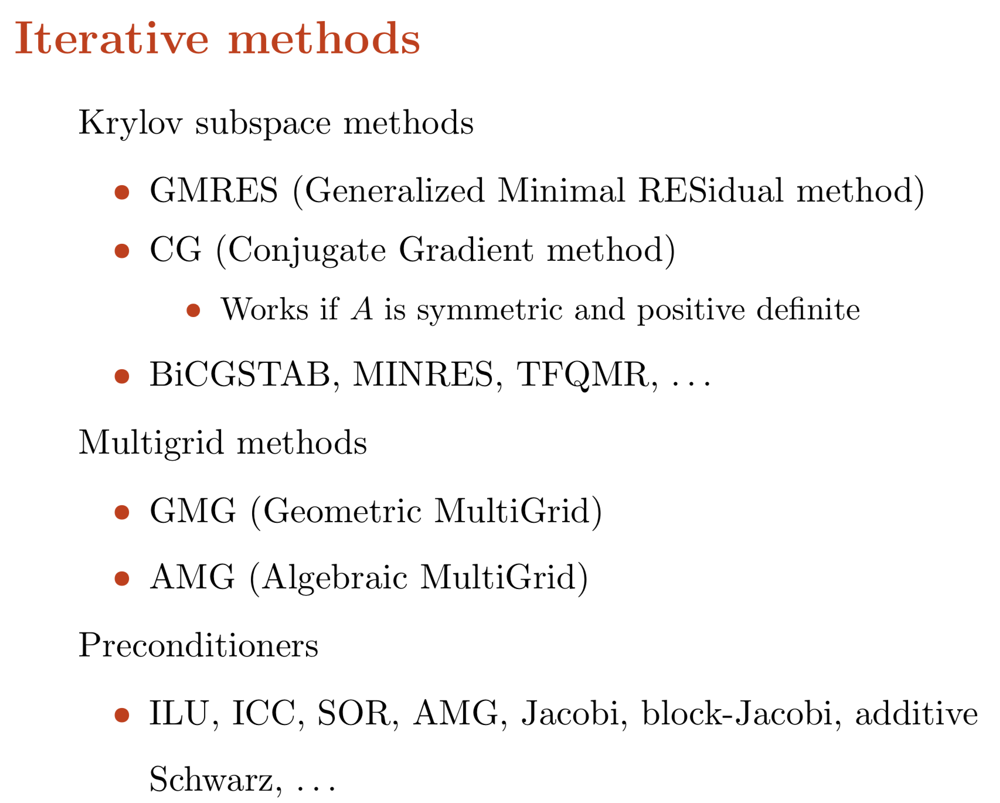 Iterative methods
Krylov subspace methods
• GMRES (Generalized Minimal RESidual method)
• CG (Conjugate Gradient method)
• Works if A is symmetric and positive definite
• BiCGSTAB, MINRES, TFQMR, ...
Multigrid methods
• GMG (Geometric MultiGrid)
• AMG (Algebraic MultiGrid)
Preconditioners
• ILU, ICC, SOR, AMG, Jacobi, block-Jacobi, additive
Schwarz, ...